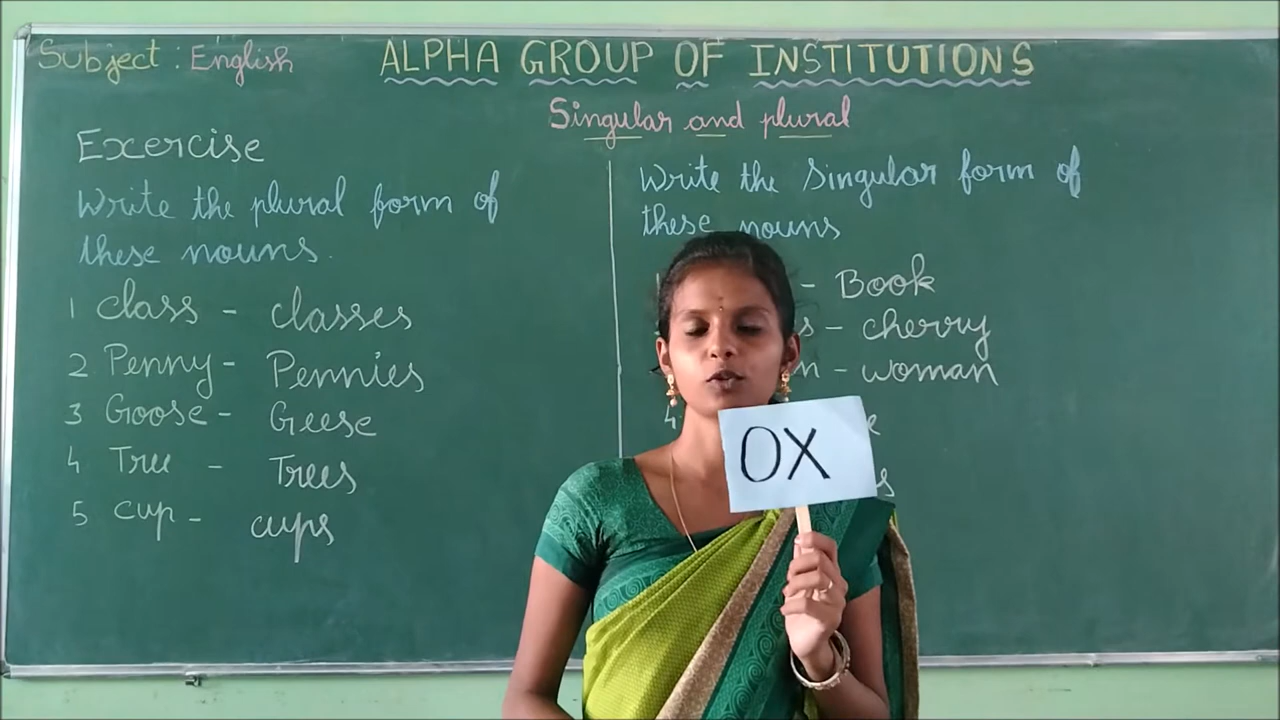 Subject : English
ALPHA GROUP OF INSTITUTIONS
Singular and plural
Exercise
Write the plural form of
these nouns.
1 class - classes
2 Penny - Pennies
3 Goose - Geese
4 Tree - Trees
5 cup - cups
Write the Singular form of
these nouns
- Book
- cherry
- woman
4
OX